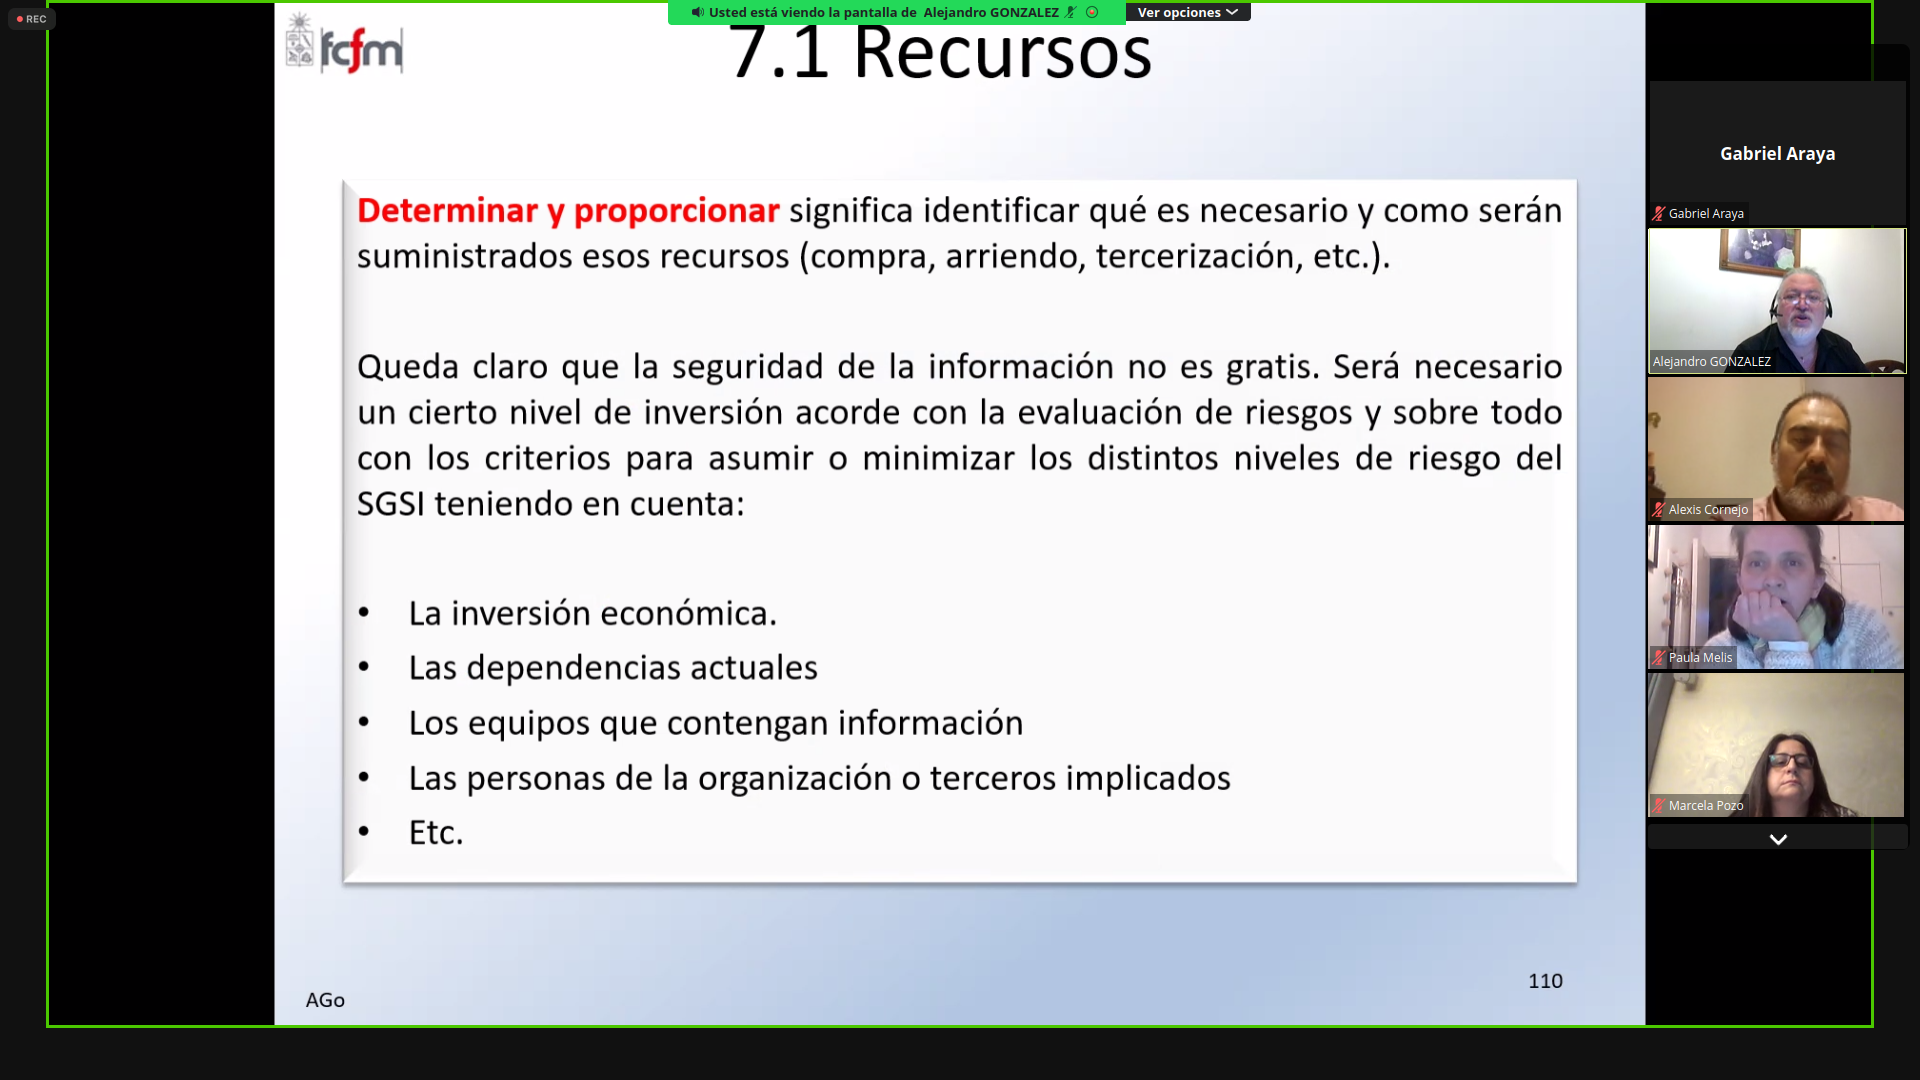 REC
Usted está viendo la pantalla de Alejandro GONZALEZ
Ver opciones
fcfm
7.1 Recursos
Determinar y proporcionar significa identificar qué es necesario y como serán
suministrados esos recursos (compra, arriendo, tercerización, etc.).
Queda claro que la seguridad de la información no es gratis. Será necesario
un cierto nivel de inversión acorde con la evaluación de riesgos y sobre todo
con los criterios para asumir o minimizar los distintos niveles de riesgo del
SGSI teniendo en cuenta:
• La inversión económica.
• Las dependencias actuales
• Los equipos que contengan información
• Las personas de la organización o terceros implicados
• Etc.
AGo
110
Gabriel Araya
Gabriel Araya
Alejandro GONZALEZ
Alexis Cornejo
Paula Melis
Marcela Pozo